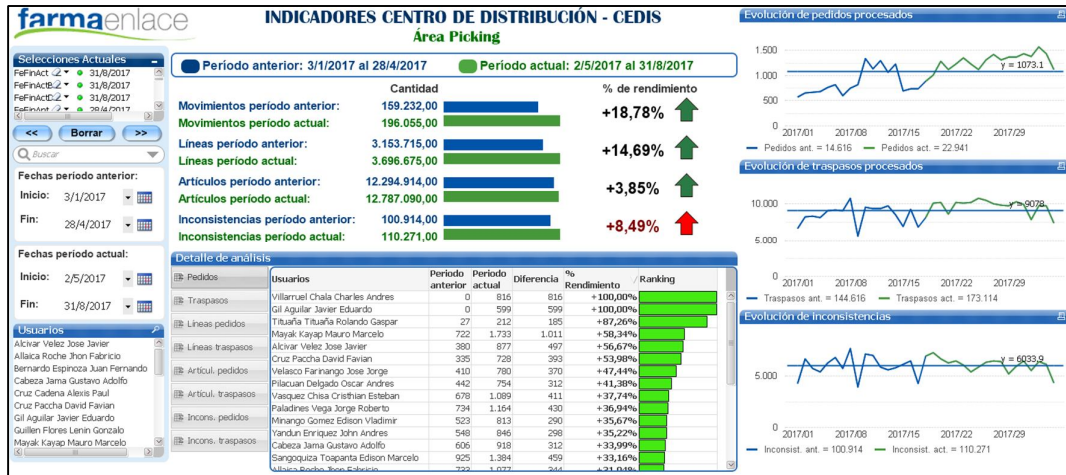 farmaenlace
INDICADORES CENTRO DE DISTRIBUCIÓN - CEDIS
Área Picking
Selecciones Actuales
FeFinAct 31/8/2017
FeFinActB 31/8/2017
FeFinActD 31/8/2017
FeFinAnt 28/4/2017
<< Borrar >>
Buscar
Fechas período anterior:
Inicio: 3/1/2017
Fin: 28/4/2017
Fechas período actual:
Inicio: 2/5/2017
Fin: 31/8/2017
Usuarios
Alcivar Velez Jose Javier
Allaica Roche Jhon Fabricio
Bernardo Espinoza Juan Fernando
Cabeza Jama Gustavo Adolfo
Cruz Cadena Alexis Paul
Cruz Paccha David Favian
Gil Aguilar Javier Eduardo
Guillen Flores Lenin Gonzalo
Mayak Kayap Mauro Marcelo
Período anterior: 3/1/2017 al 28/4/2017 Período actual: 2/5/2017 al 31/8/2017
Cantidad % de rendimiento
Movimientos período anterior: 159.232,00
Movimientos período actual: 196.055,00
+18,78%
Líneas período anterior: 3.153.715,00
Líneas período actual: 3.696.675,00
+14,69%
Artículos período anterior: 12.294.914,00
Artículos período actual: 12.787.090,00
+3,85%
Inconsistencias período anterior: 100.914,00
Inconsistencias período actual: 110.271,00
+8,49%
Detalle de análisis
Pedidos
Traspasos
Líneas pedidos
Líneas traspasos
Artícul. pedidos
Artícul. traspasos
Incons. pedidos
Incons. traspasos
Usuarios Periodo anterior Período actual Diferencia % Rendimiento Ranking
Villarruel Chala Charles Andres 0 816 816 +100,00%
Gil Aguilar Javier Eduardo 0 599 599 +100,00%
Tituaña Tituaña Rolando Gaspar 27 212 185 +87,26%
Mayak Kayap Mauro Marcelo 722 1.733 1.011 +58,34%
Alcivar Velez Jose Javier 380 877 497 +56,67%
Cruz Paccha David Favian 335 728 393 +53,98%
Velasco Farinango Jose Jorge 410 780 370 +47,44%
Pilacuan Delgado Oscar Andres 442 754 312 +41,38%
Vasquez Chisa Cristhian Esteban 678 1.089 411 +37,74%
Paladines Vega Jorge Roberto 734 1.164 430 +36,94%
Minango Gomez Edison Vladimir 523 813 290 +35,67%
Yandun Enriquez John Andres 548 846 298 +35,22%
Cabeza Jama Gustavo Adolfo 606 918 312 +33,99%
Sangoquiza Toapanta Edison Marcelo 925 1.384 459 +33,16%
Allaica Roche Jhon Fabricio 733 1.077 344 +31,94%
Evolución de pedidos procesados
1.500
1.000
500
0
y = 1073.1
2017/01 2017/08 2017/15 2017/22 2017/29
Pedidos ant. = 14.616 Pedidos act. = 22.941
Evolución de traspasos procesados
10.000
5.000
0
y = 9078
2017/01 2017/08 2017/15 2017/22 2017/29
Traspasos ant. = 144.616 Traspasos act. = 173.114
Evolución de inconsistencias
5.000
0
y = 6033.9
2017/01 2017/08 2017/15 2017/22 2017/29
Inconsist. ant. = 100.914 Inconsist. act. = 110.271